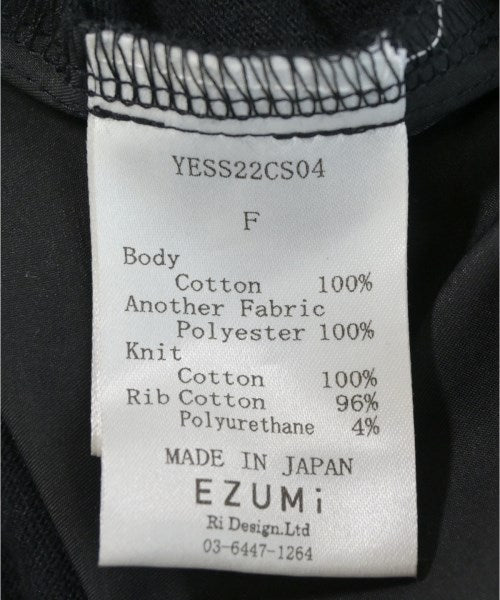 YESS22CS04
F
Body
Cotton 100%
Another Fabric
Polyester 100%
Knit
Cotton 100%
Rib Cotton 96%
Polyurethane 4%
MADE IN JAPAN
EZUMi
Ri Design.Ltd
03-6447-1264